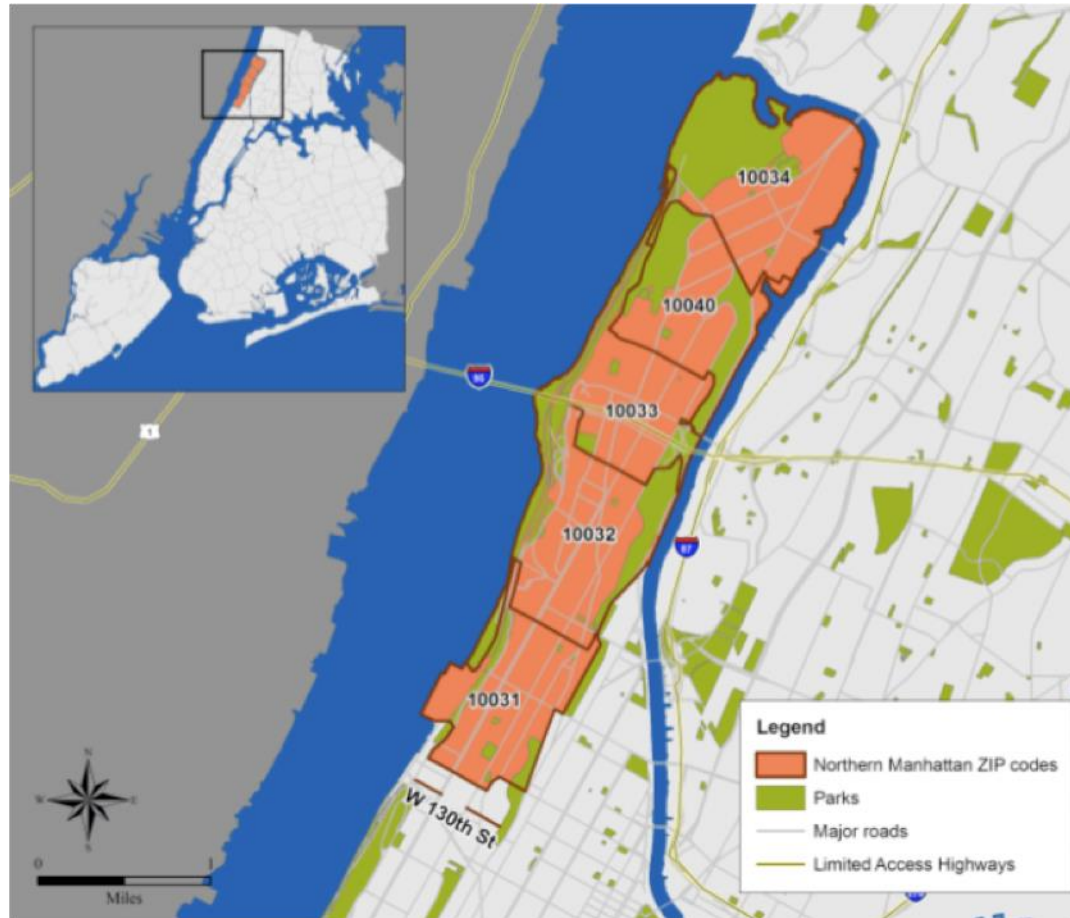 10034
10040
95
10033
1
10032
87
10031
W 130th St
N
W
E
S
0
1
Miles
Legend
Northern Manhattan ZIP codes
Parks
Major roads
Limited Access Highways